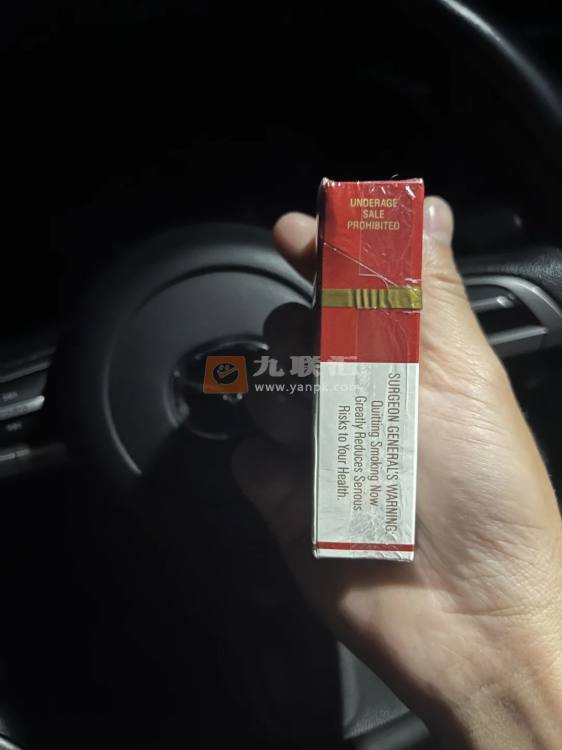 UNDERAGE
SALE
PROHIBITED
九联汇
www.yanpk.com
SURGEON GENERAL'S WARNING:
Quitting Smoking Now
Greatly Reduces Serious
Risks to Your Health.